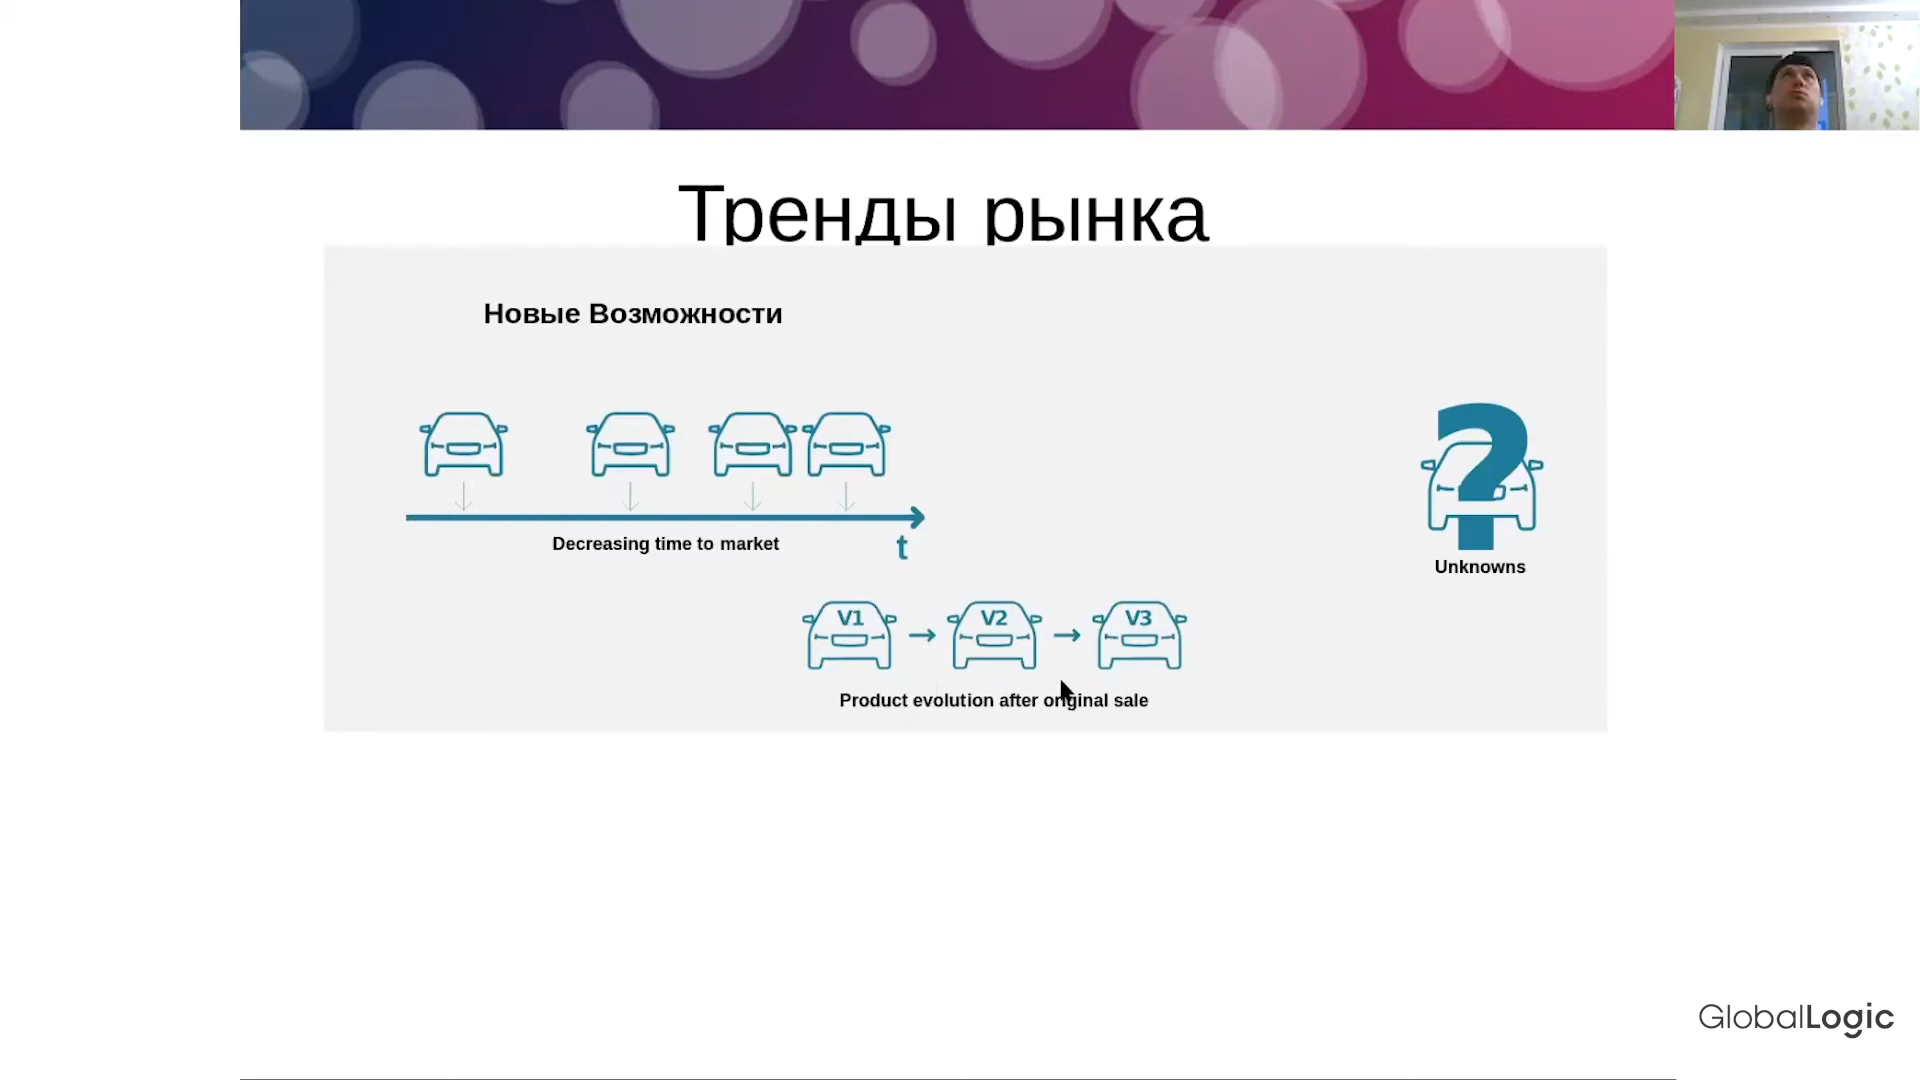 Тренды рынка
Новые Возможности
?
Decreasing time to market
t
Unknowns
V1
V2
V3
Product evolution after original sale
GlobalLogic